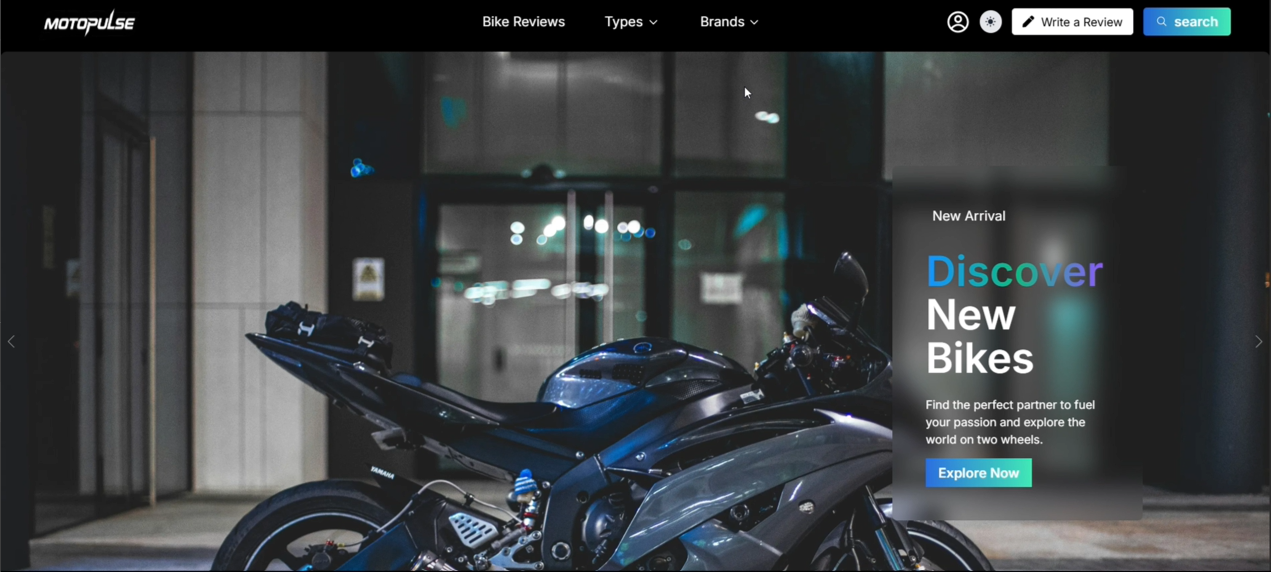 MOTOPULSE
Bike Reviews
Types
Brands
Write a Review
search
New Arrival
Discover
New
Bikes
Find the perfect partner to fuel
your passion and explore the
world on two wheels.
Explore Now
YAMAHA